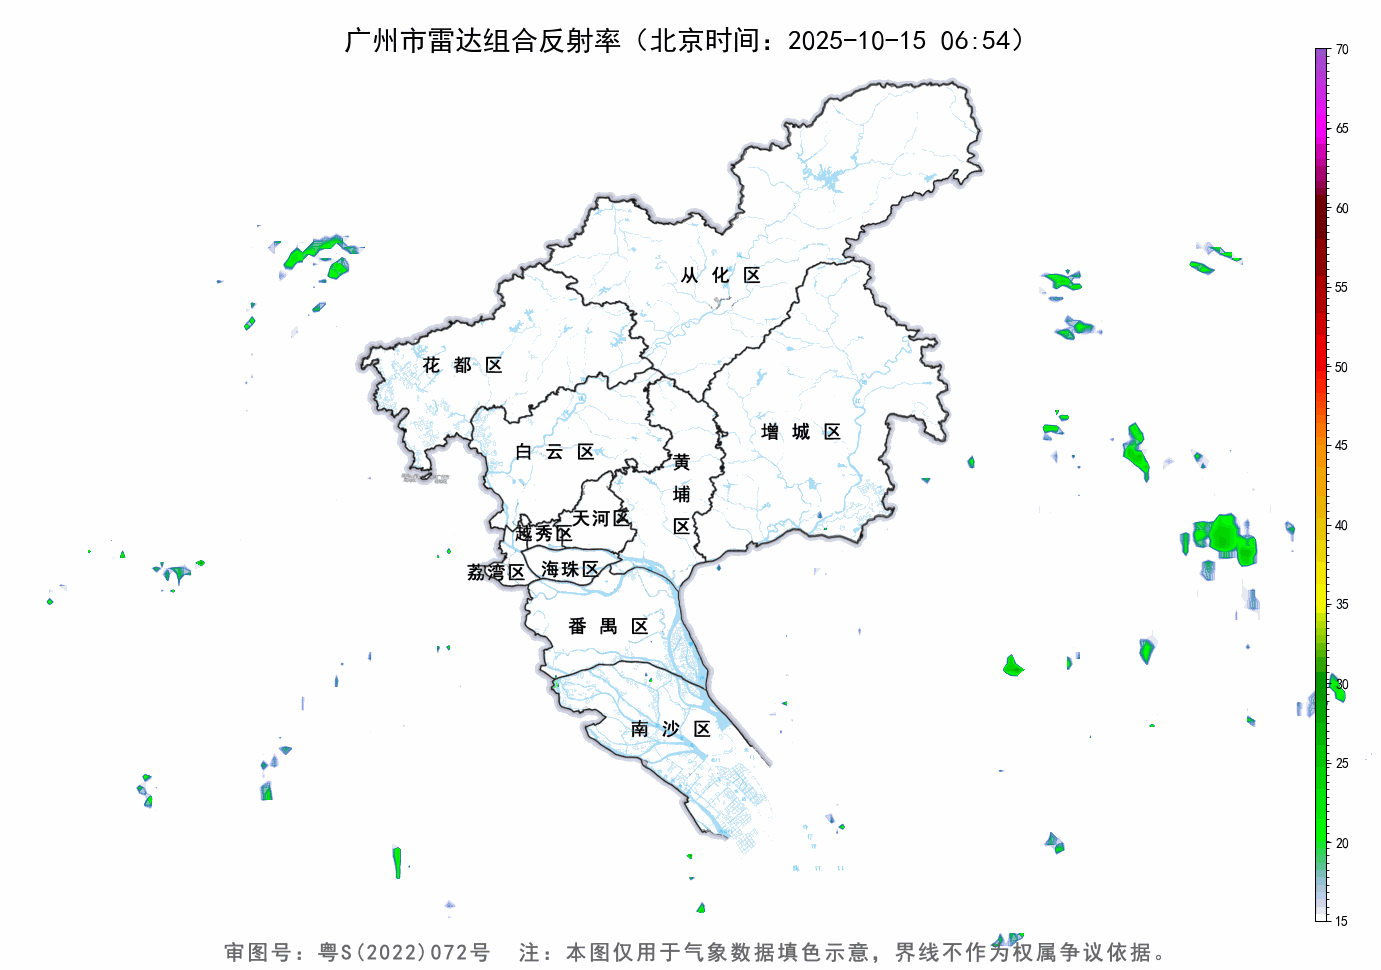 广州市雷达组合反射率（北京时间：2025-10-15 06:54）
70
65
60
55
50
45
40
35
30
25
20
15
从化区
花都区
增城区
白云区
黄埔区
天河区
越秀区
海珠区
荔湾区
番禺区
南沙区
审图号：粤S(2022)072号 注：本图仅用于气象数据填色示意，界线不作为权属争议依据。